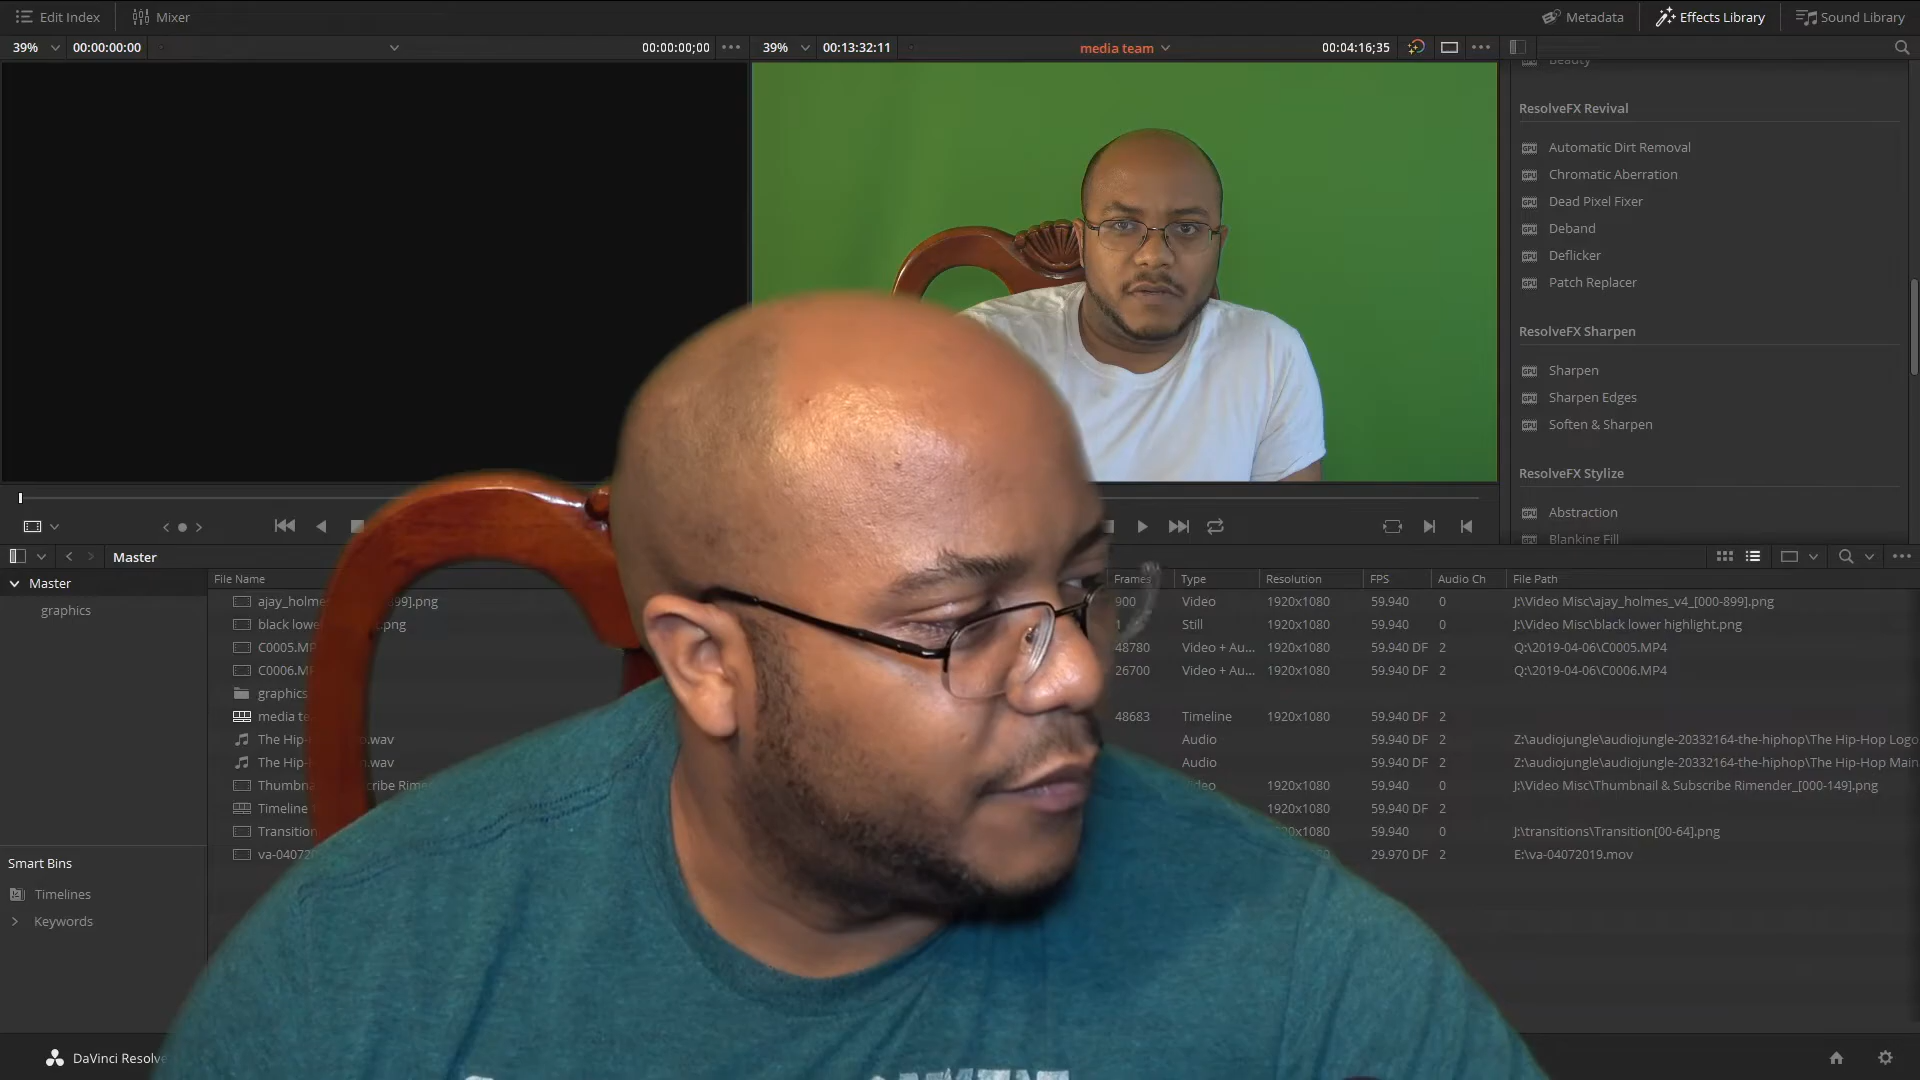 Edit Index Mixer Metadata Effects Library Sound Library
39% 00:00:00:00 00:00:00;00 39% 00:13:32:11 media team 00:04:16;35
Beauty
ResolveFX Revival
Automatic Dirt Removal
Chromatic Aberration
Dead Pixel Fixer
Deband
Deflicker
Patch Replacer
ResolveFX Sharpen
Sharpen
Sharpen Edges
Soften & Sharpen
ResolveFX Stylize
Abstraction
Blanking Fill
Master
Master
graphics
Smart Bins
Timelines
Keywords
File Name Frames Type Resolution FPS Audio Ch File Path
99].png 900 Video 1920x1080 59.940 0 J:\Video Misc\ajay_holmes_v4_[000-899].png
black .png 1 Still 1920x1080 59.940 0 J:\Video Misc\black lower highlight.png
C0005.MP 48780 Video + Au... 1920x1080 59.940 DF 2 Q:\2019-04-06\C0005.MP4
C0006.MP 26700 Video + Au... 1920x1080 59.940 DF 2 Q:\2019-04-06\C0006.MP4
graphics
media 48683 Timeline 1920x1080 59.940 DF 2
The Hip- .wav Audio 59.940 DF 2 Z:\audiojungle\audiojungle-20332164-the-hiphop\The Hip-Hop Logo
The Hip- .wav Audio 59.940 DF 2 Z:\audiojungle\audiojungle-20332164-the-hiphop\The Hip-Hop Main
cribe Rime 1920x1080 59.940 0 J:\Video Misc\Thumbnail & Subscribe Rimender_[000-149].png
Timeline 1920x1080 59.940 DF 2
Transition 59.940 0 J:\transitions\Transition[00-64].png
29.970 DF 2 E:\va-04072019.mov
DaVinci Resolve